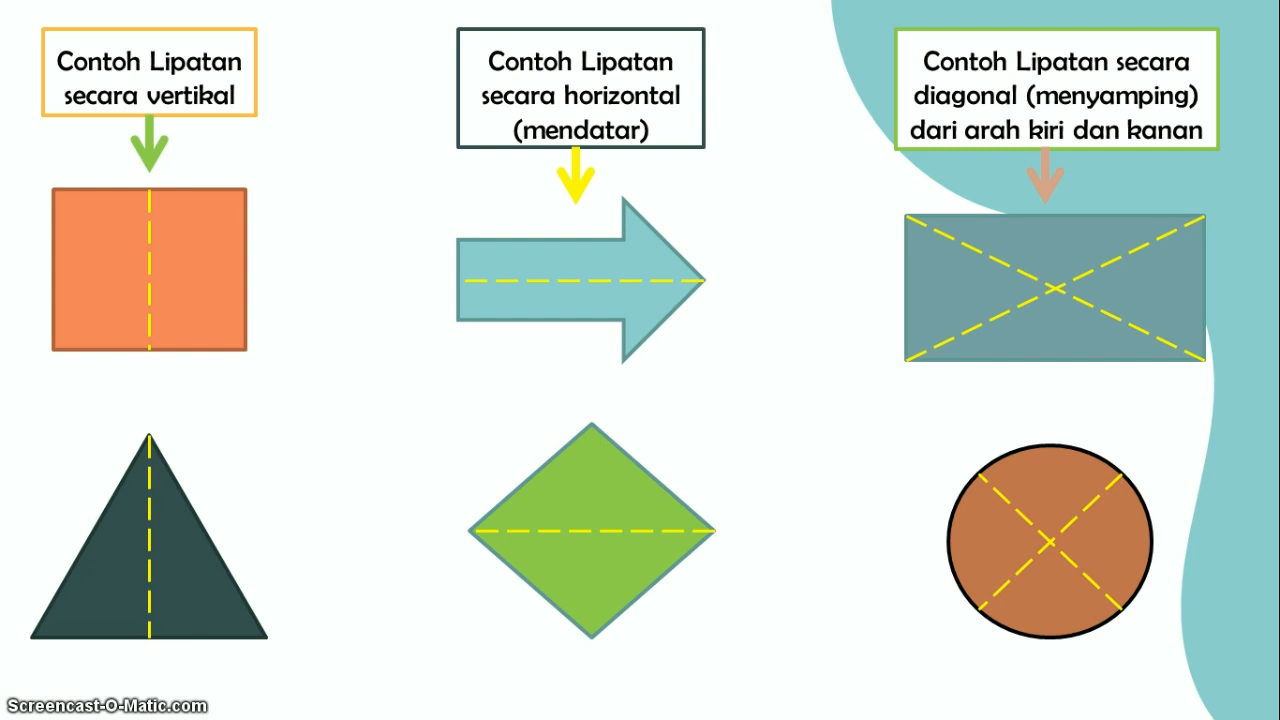 Contoh Lipatan
secara vertikal
Contoh Lipatan
secara horizontal
(mendatar)
Contoh Lipatan secara
diagonal (menyamping)
dari arah kiri dan kanan
Screencast-O-Matic.com